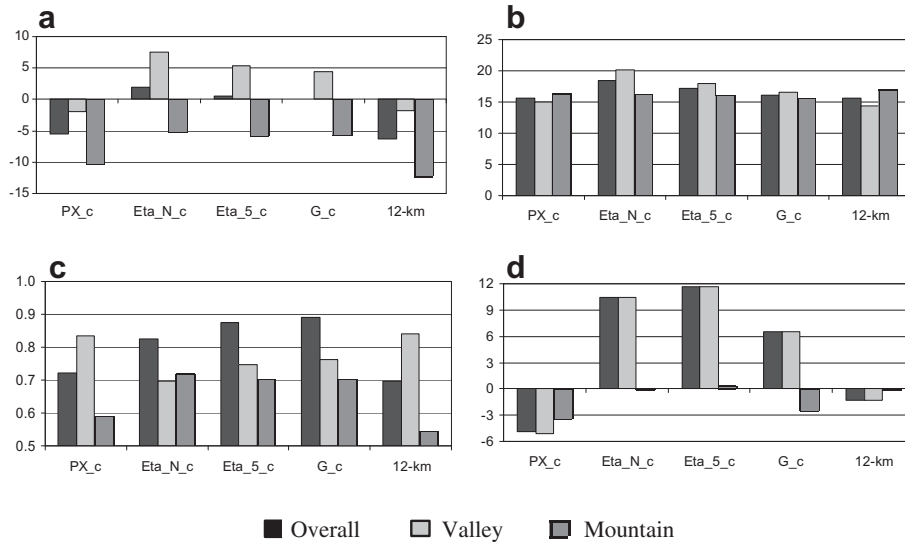 a
10
5
0
-5
-10
-15
PX_c Eta_N_c Eta_5_c G_c 12-km
b
25
20
15
10
5
0
PX_c Eta_N_c Eta_5_c G_c 12-km
c
1.0
0.9
0.8
0.7
0.6
0.5
PX_c Eta_N_c Eta_5_c G_c 12-km
d
12
9
6
3
0
-3
-6
PX_c Eta_N_c Eta_5_c G_c 12-km
Overall Valley Mountain